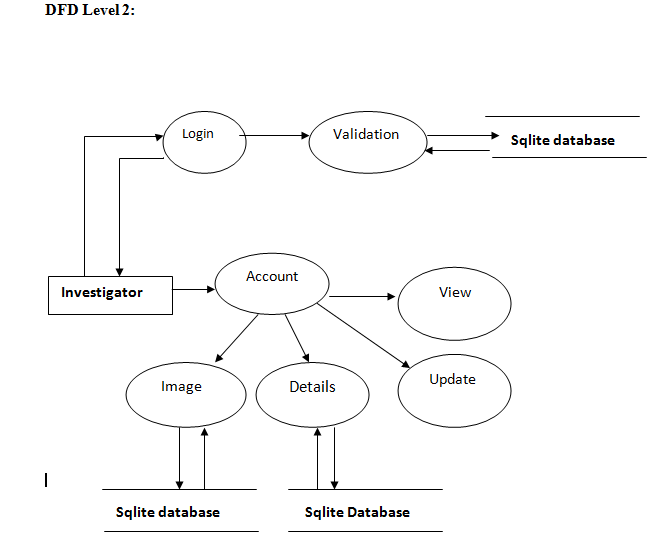 DFD Level 2:
Login
Validation
Sqlite database
Account
Investigator
View
Image
Details
Update
Sqlite database
Sqlite Database